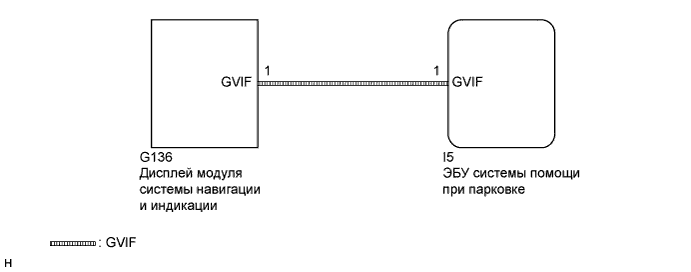 1
1
GVIF
GVIF
G136
Дисплей модуля
системы навигации
и индикации
I5
ЭБУ системы помощи
при парковке
: GVIF
H